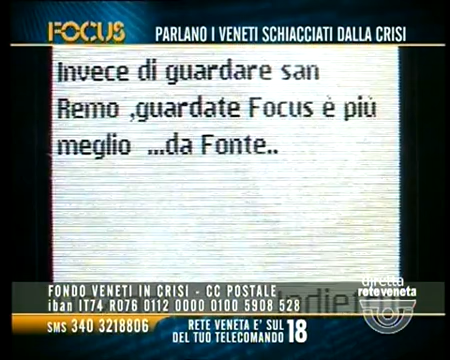 FOCUS PARLANO I VENETI SCHIACCIATI DALLA CRISI
Invece di guardare san
Remo ,guardate Focus è più
meglio ...da Fonte..
FONDO VENETI IN CRISI - CC POSTALE
iban IT74 R076 0112 0000 0100 5908 528
diretta
reteveneta
SMS 340 3218806
RETE VENETA E' SUL
DEL TUO TELECOMANDO 18